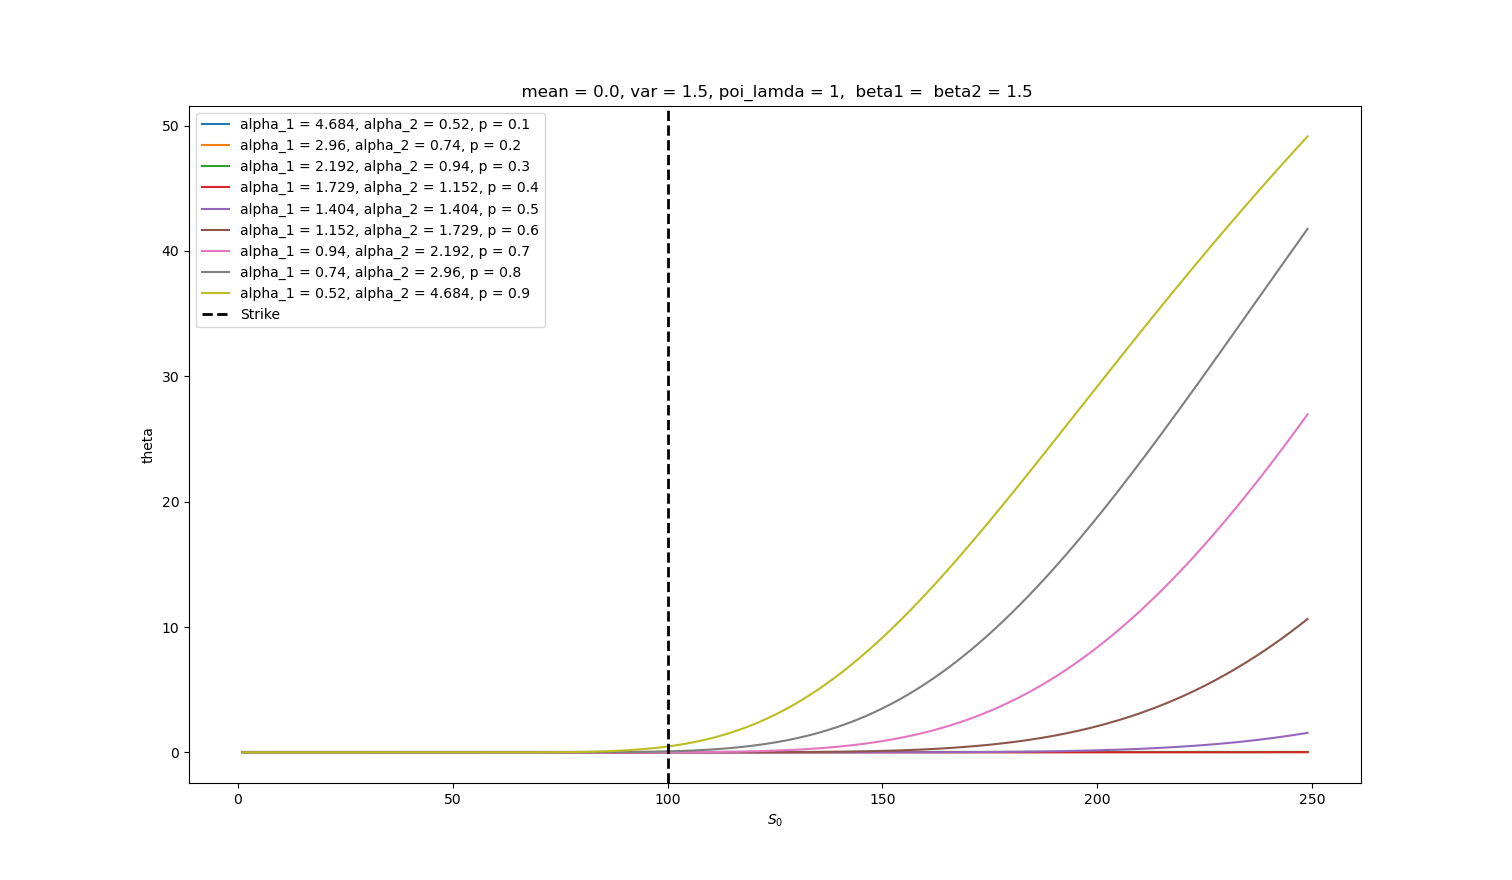 mean = 0.0, var = 1.5, poi_lamda = 1,  beta1 =  beta2 = 1.5
alpha_1 = 4.684, alpha_2 = 0.52, p = 0.1
alpha_1 = 2.96, alpha_2 = 0.74, p = 0.2
alpha_1 = 2.192, alpha_2 = 0.94, p = 0.3
alpha_1 = 1.729, alpha_2 = 1.152, p = 0.4
alpha_1 = 1.404, alpha_2 = 1.404, p = 0.5
alpha_1 = 1.152, alpha_2 = 1.729, p = 0.6
alpha_1 = 0.94, alpha_2 = 2.192, p = 0.7
alpha_1 = 0.74, alpha_2 = 2.96, p = 0.8
alpha_1 = 0.52, alpha_2 = 4.684, p = 0.9
Strike
50
40
30
20
10
0
theta
0 50 100 150 200 250
S_0